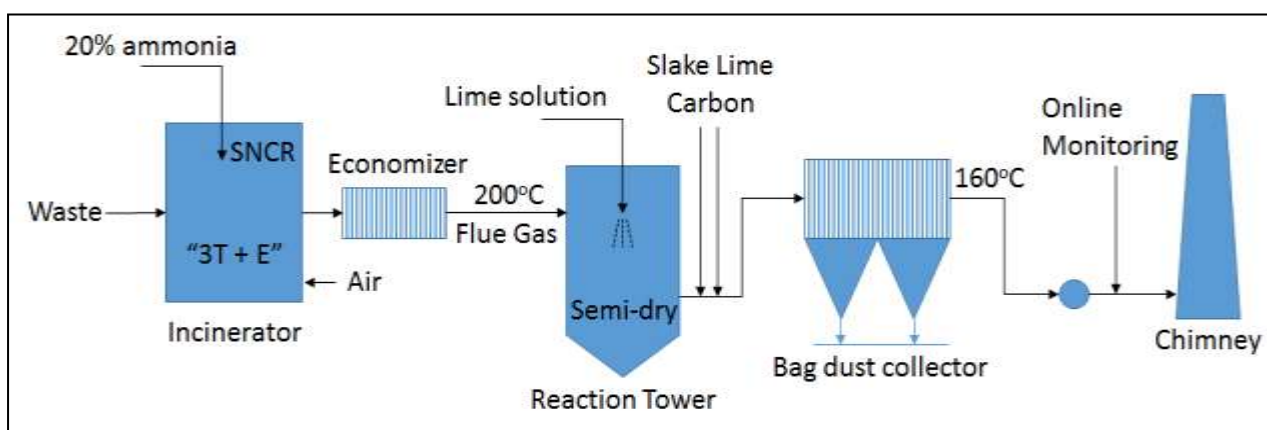 20% ammonia
SNCR
Waste
"3T + E"
Air
Incinerator
Economizer
200°C
Flue Gas
Lime solution
Semi-dry
Reaction Tower
Slake Lime
Carbon
Bag dust collector
160°C
Online
Monitoring
Chimney